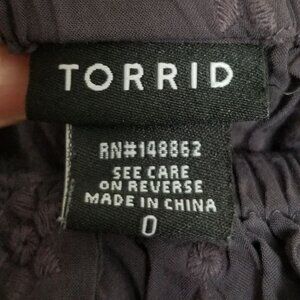 TORRID
RN#148862
SEE CARE
ON REVERSE
MADE IN CHINA
0